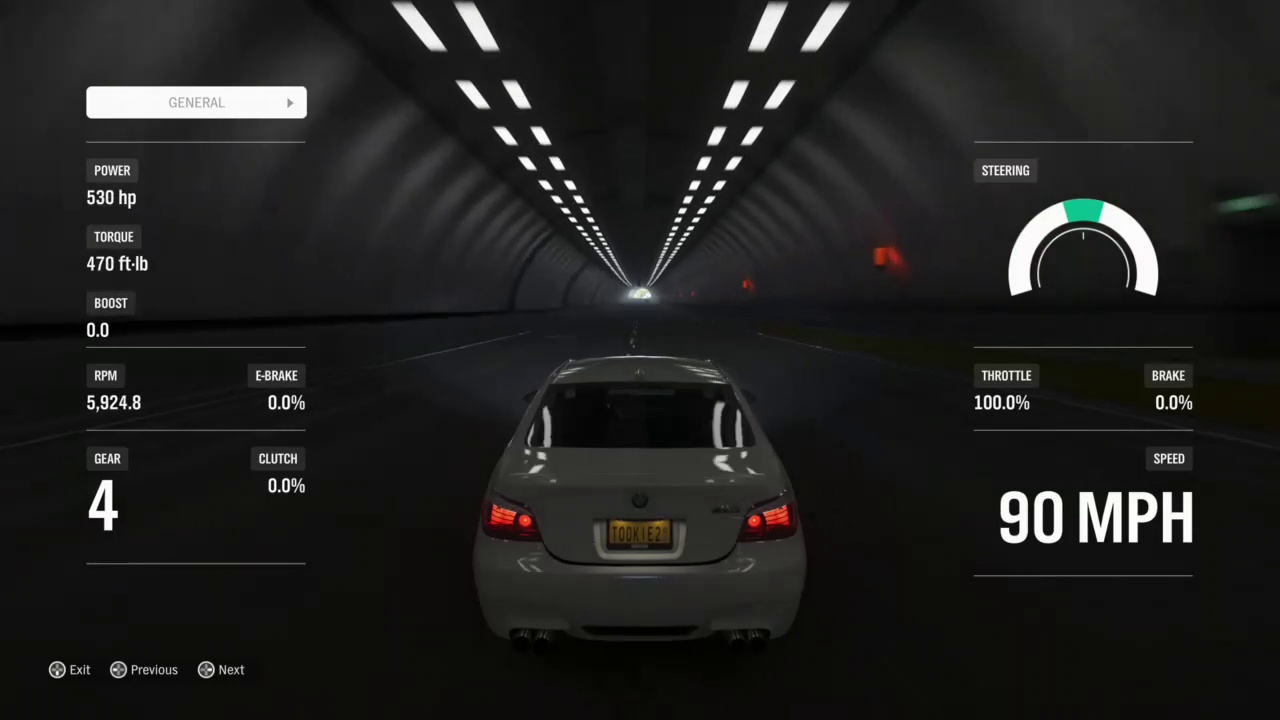 GENERAL
POWER
530 hp
TORQUE
470 ft·lb
BOOST
0.0
RPM
E-BRAKE
5,924.8
0.0%
GEAR
CLUTCH
4
0.0%
STEERING
THROTTLE
BRAKE
100.0%
0.0%
SPEED
90 MPH
TOOKIE2
Exit
Previous
Next